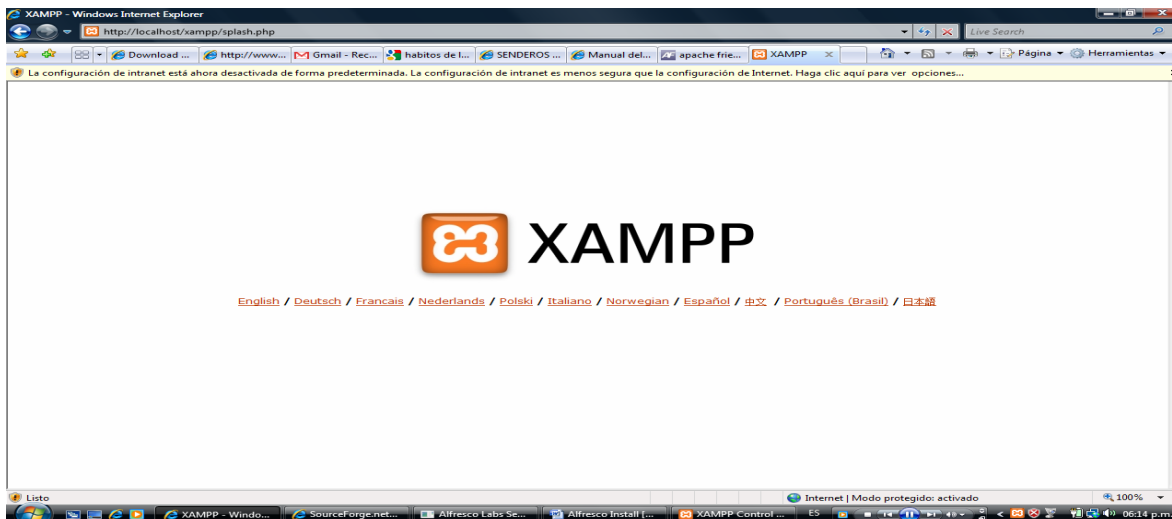 XAMPP - Windows Internet Explorer
http://localhost/xampp/splash.php
Live Search
Download ... http://www... Gmail - Rec... habitos de l... SENDEROS ... Manual del... apache frie... XAMPP Página Herramientas
La configuración de intranet está ahora desactivada de forma predeterminada. La configuración de intranet es menos segura que la configuración de Internet. Haga clic aquí para ver opciones...
XAMPP
English / Deutsch / Francais / Nederlands / Polski / Italiano / Norwegian / Español / 中文 / Português (Brasil) / 日本語
Listo Internet | Modo protegido: activado 100%
XAMPP - Windo... SourceForge.net... Alfresco Labs Se... Alfresco Install [... XAMPP Control ... ES 06:14 p.m.